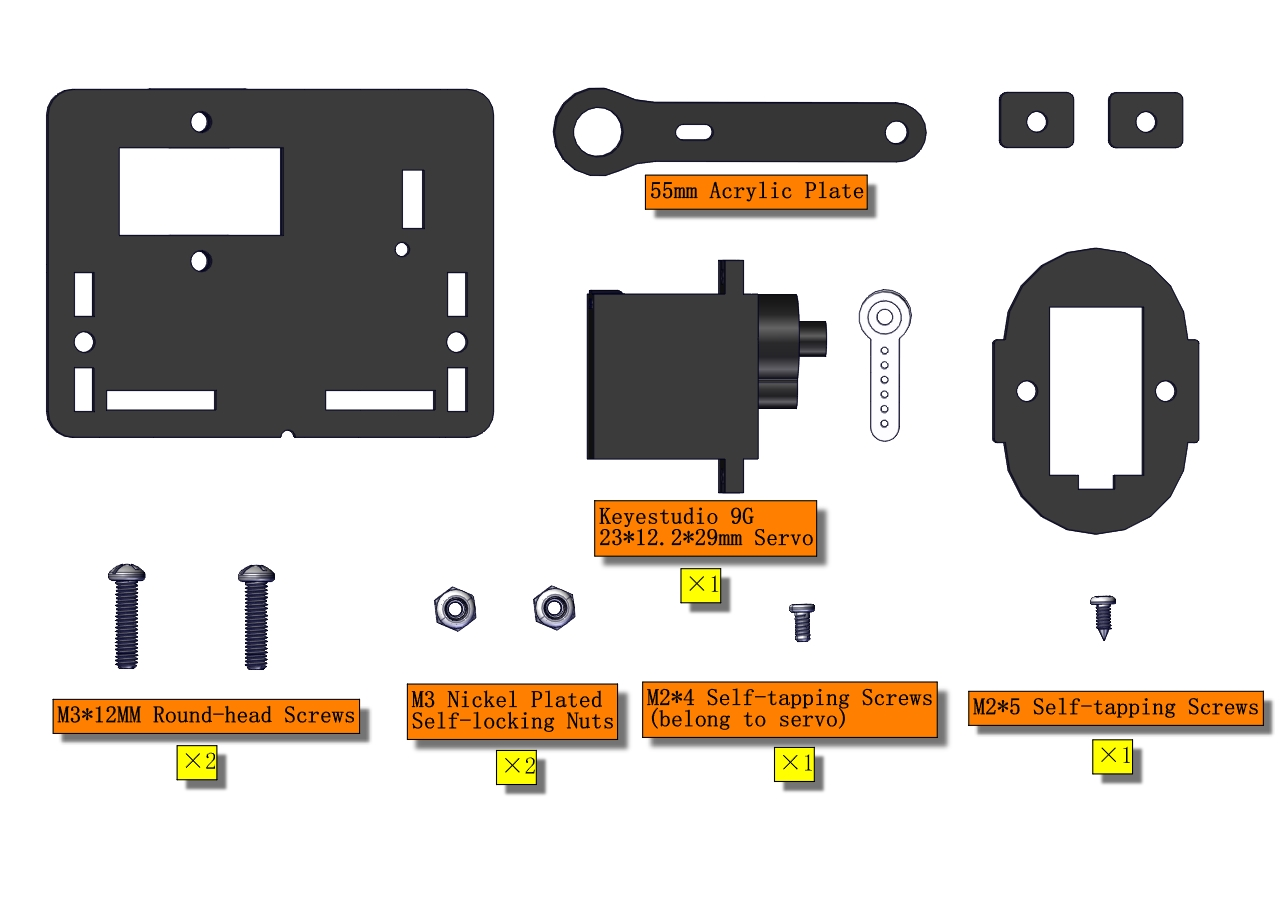 55mm Acrylic Plate
Keyestudio 9G
23*12.2*29mm Servo
×1
M3*12MM Round-head Screws
×2
M3 Nickel Plated
Self-locking Nuts
×2
M2*4 Self-tapping Screws
(belong to servo)
×1
M2*5 Self-tapping Screws
×1